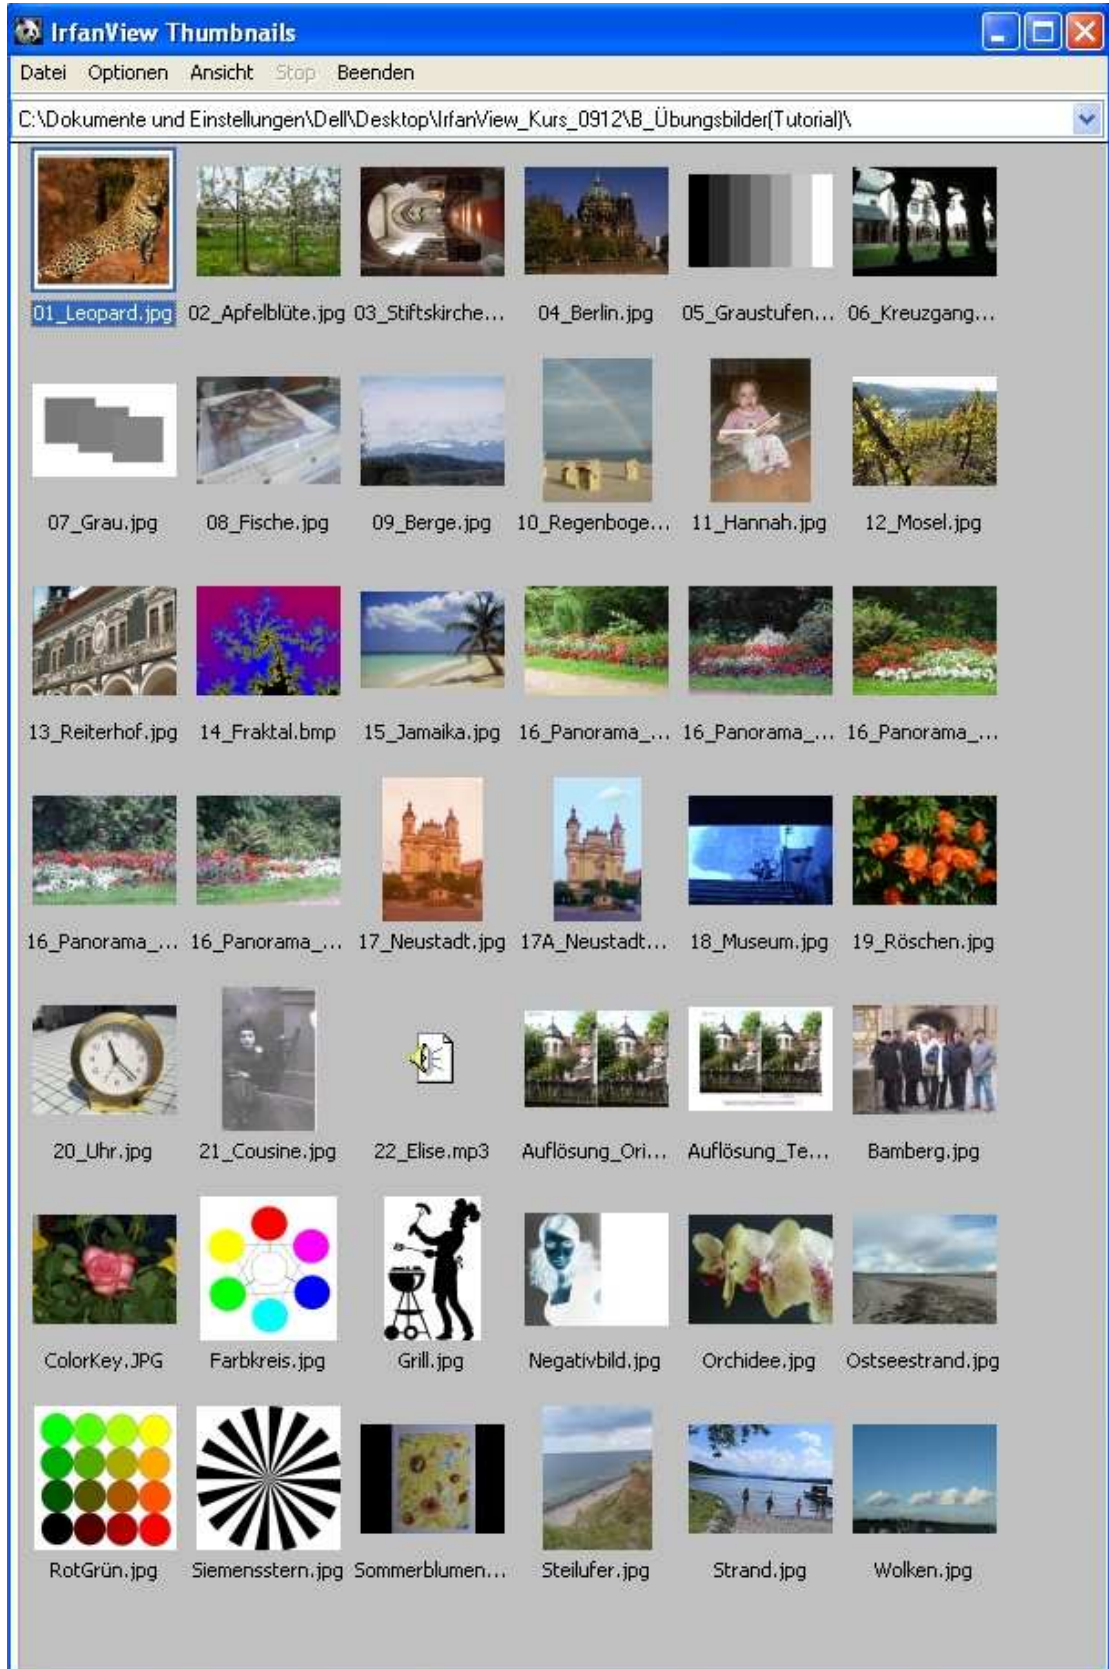 IrfanView Thumbnails
Datei Optionen Ansicht Stop Beenden
C:\Dokumente und Einstellungen\Dell\Desktop\IrfanView_Kurs_0912\B_Übungsbilder(Tutorial)\
01_Leopard.jpg 02_Apfelblüte.jpg 03_Stiftskirche... 04_Berlin.jpg 05_Graustufen... 06_Kreuzgang...
07_Grau.jpg 08_Fische.jpg 09_Berge.jpg 10_Regenboge... 11_Hannah.jpg 12_Mosel.jpg
13_Reiterhof.jpg 14_Fraktal.bmp 15_Jamaika.jpg 16_Panorama_... 16_Panorama_... 16_Panorama_...
16_Panorama_... 16_Panorama_... 17_Neustadt.jpg 17A_Neustadt... 18_Museum.jpg 19_Röschen.jpg
20_Uhr.jpg 21_Cousine.jpg 22_Elise.mp3 Auflösung_Ori... Auflösung_Te... Bamberg.jpg
ColorKey.JPG Farbkreis.jpg Grill.jpg Negativbild.jpg Orchidee.jpg Ostseestrand.jpg
RotGrün.jpg Siemensstern.jpg Sommerblumen... Steilufer.jpg Strand.jpg Wolken.jpg